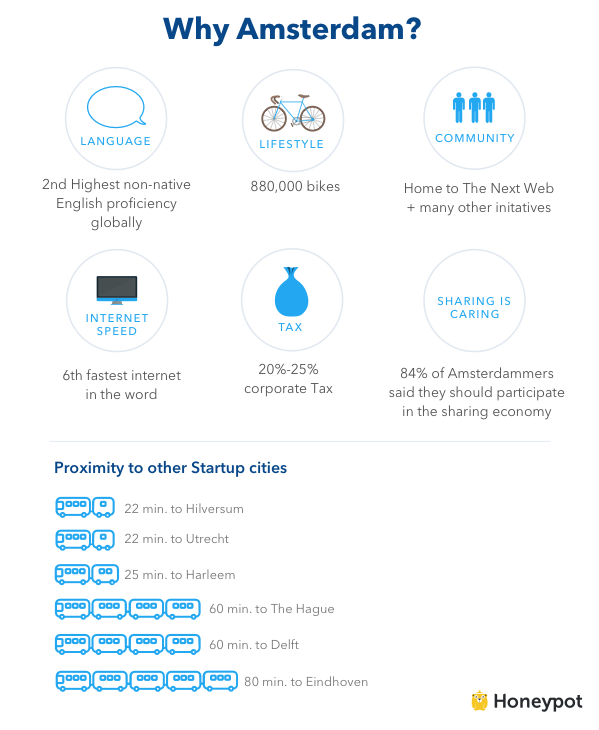 Why Amsterdam?
LANGUAGE
2nd Highest non-native
English proficiency
globally
LIFESTYLE
880,000 bikes
COMMUNITY
Home to The Next Web
+ many other initatives
INTERNET
SPEED
6th fastest internet
in the word
TAX
20%-25%
corporate Tax
SHARING IS
CARING
84% of Amsterdammers
said they should participate
in the sharing economy
Proximity to other Startup cities
22 min. to Hilversum
22 min. to Utrecht
25 min. to Harleem
60 min. to The Hague
60 min. to Delft
80 min. to Eindhoven
Honeypot